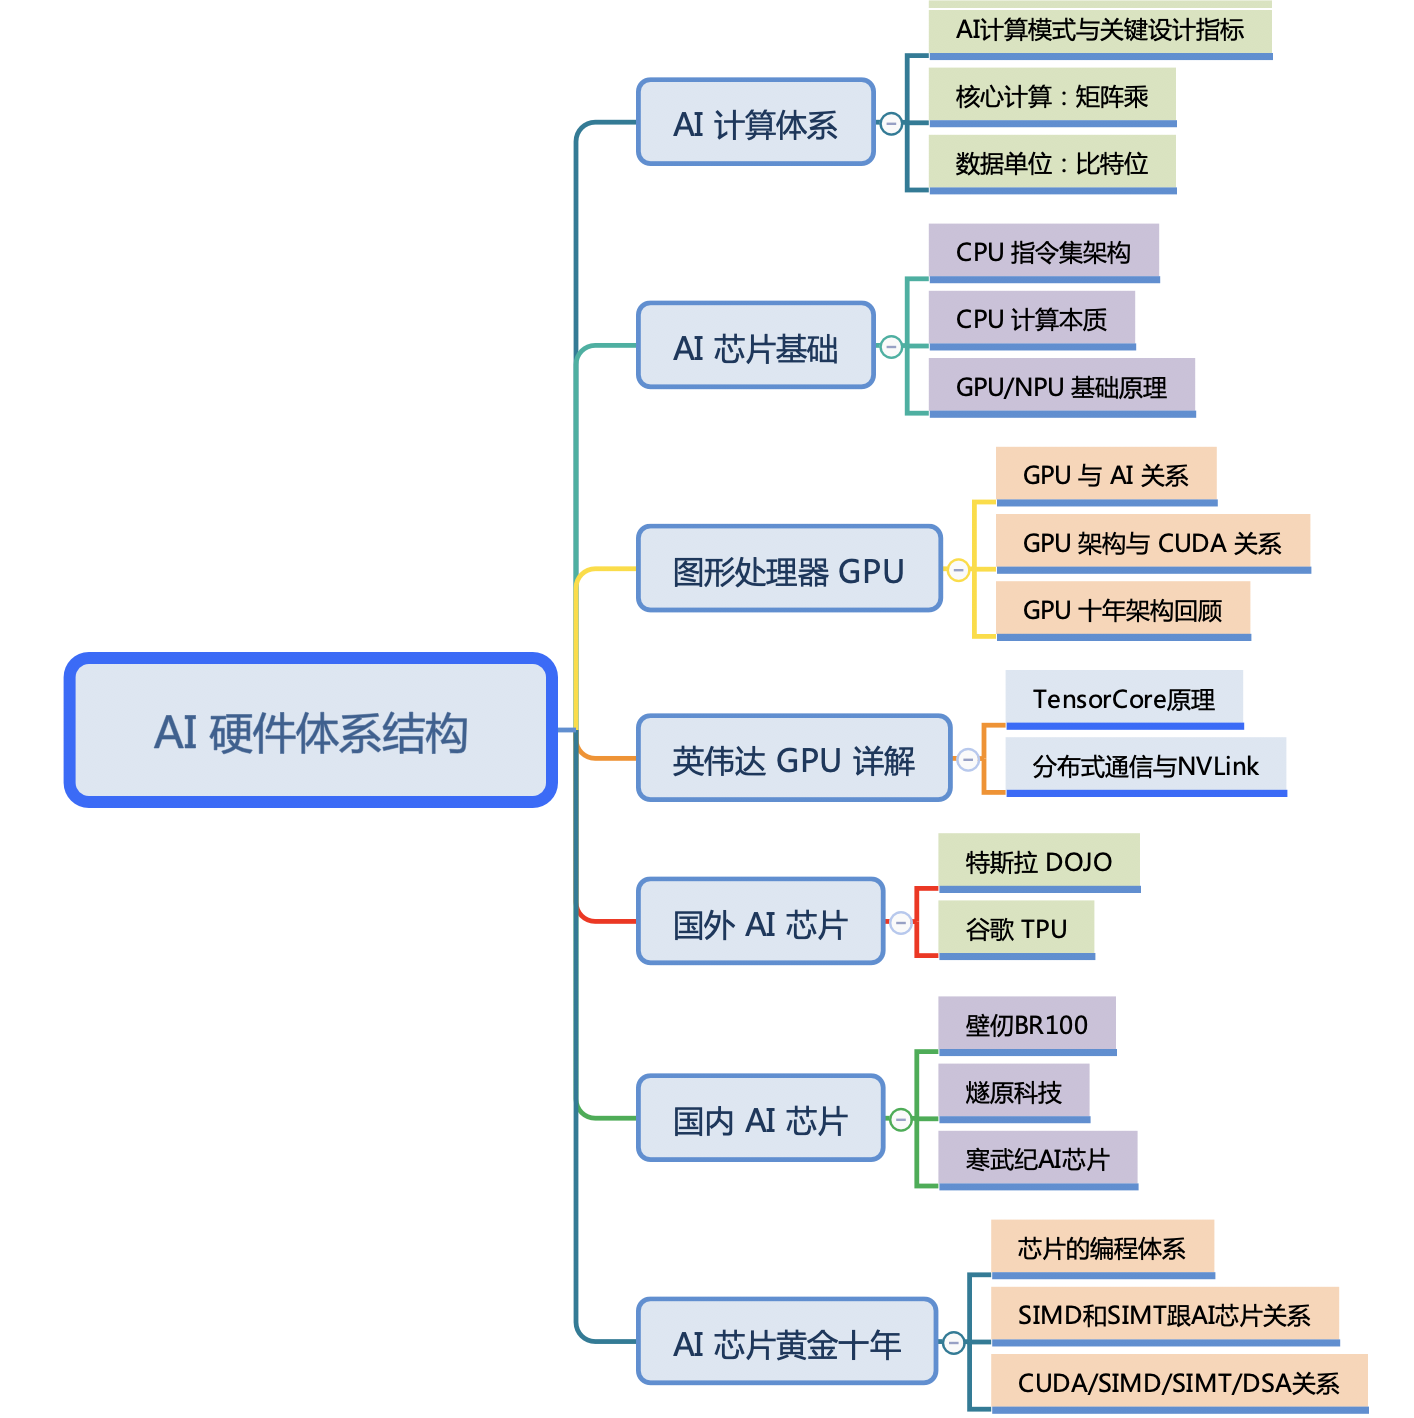 AI 硬件体系结构
AI 计算体系
AI计算模式与关键设计指标
核心计算：矩阵乘
数据单位：比特位
AI 芯片基础
CPU 指令集架构
CPU 计算本质
GPU/NPU 基础原理
图形处理器 GPU
GPU 与 AI 关系
GPU 架构与 CUDA 关系
GPU 十年架构回顾
英伟达 GPU 详解
TensorCore原理
分布式通信与NVLink
国外 AI 芯片
特斯拉 DOJO
谷歌 TPU
国内 AI 芯片
壁仞BR100
燧原科技
寒武纪AI芯片
AI 芯片黄金十年
芯片的编程体系
SIMD和SIMT跟AI芯片关系
CUDA/SIMD/SIMT/DSA关系